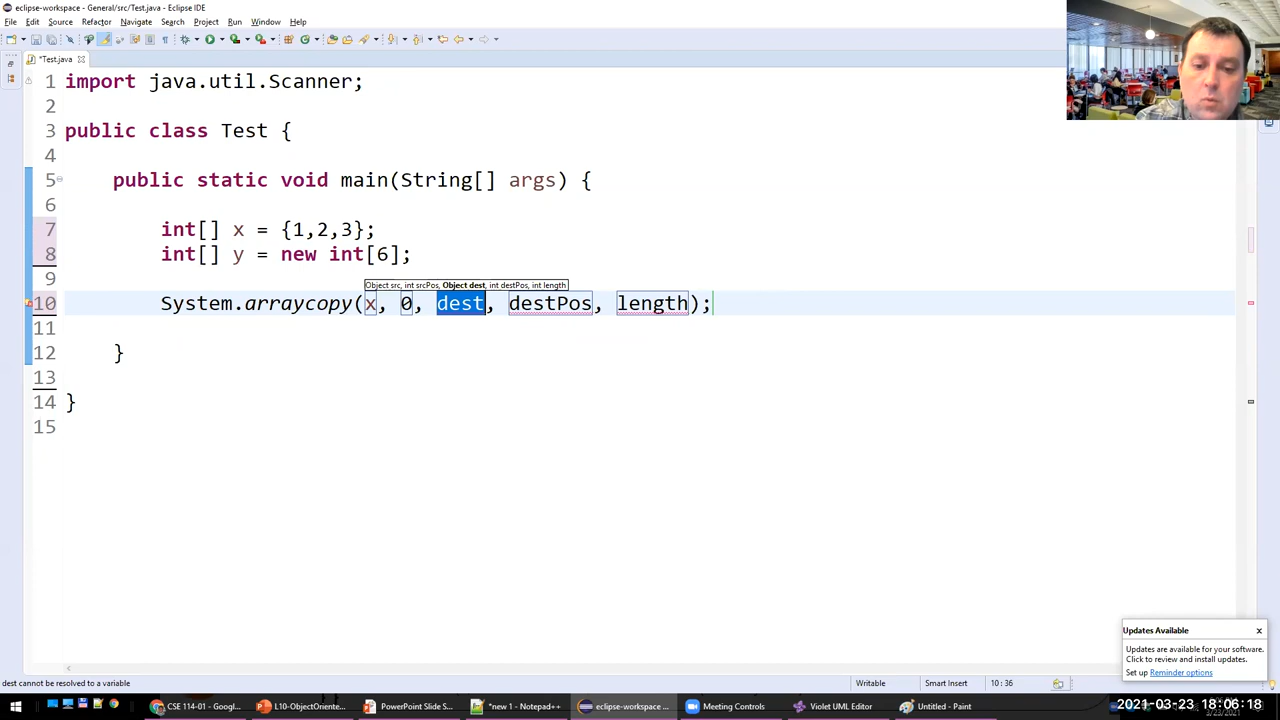 eclipse-workspace - General/src/Test.java - Eclipse IDE
File Edit Source Refactor Navigate Search Project Run Window Help
*Test.java
1 import java.util.Scanner;
2
3 public class Test {
4
5 public static void main(String[] args) {
6
7 int[] x = {1,2,3};
8 int[] y = new int[6];
9
Object src, int srcPos, Object dest, int destPos, int length
10 System.arraycopy(x, 0, dest, destPos, length);
11
12 }
13
14 }
15
Updates Available x
Updates are available for your software.
Click to review and install updates.
Set up Reminder options
dest cannot be resolved to a variable Writable Smart Insert 10 : 36
CSE 114-01 - Googl... L10-ObjectOriente... PowerPoint Slide S... *new 1 - Notepad++ eclipse-workspace ... Meeting Controls Violet UML Editor Untitled - Paint 2021-03-23 18:06:18